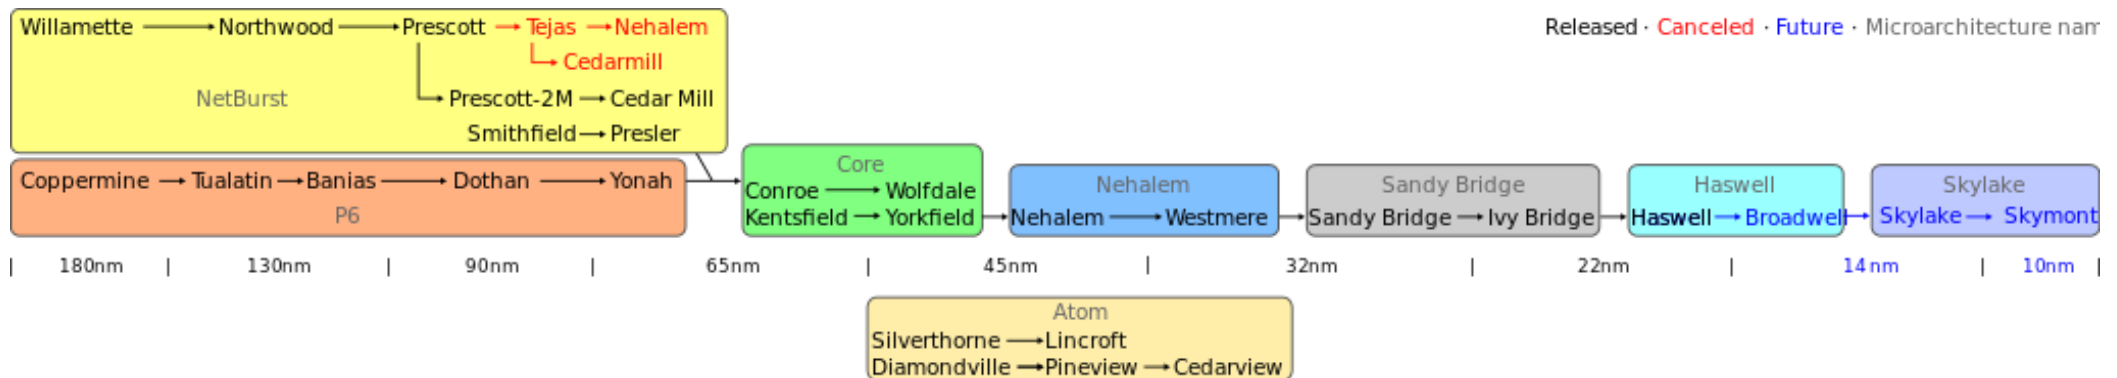 Willamette Northwood Prescott Tejas Nehalem Released · Canceled · Future · Microarchitecture nam
Cedarmill
NetBurst Prescott-2M Cedar Mill
Smithfield Presler
Core
Coppermine Tualatin Banias Dothan Yonah Conroe Wolfdale Nehalem Sandy Bridge Haswell Skylake
P6 Kentsfield Yorkfield Nehalem Westmere Sandy Bridge Ivy Bridge Haswell Broadwell Skylake Skymont
| 180nm | 130nm | 90nm | 65nm | 45nm | 32nm | 22nm | 14nm | 10nm |
Atom
Silverthorne Lincroft
Diamondville Pineview Cedarview